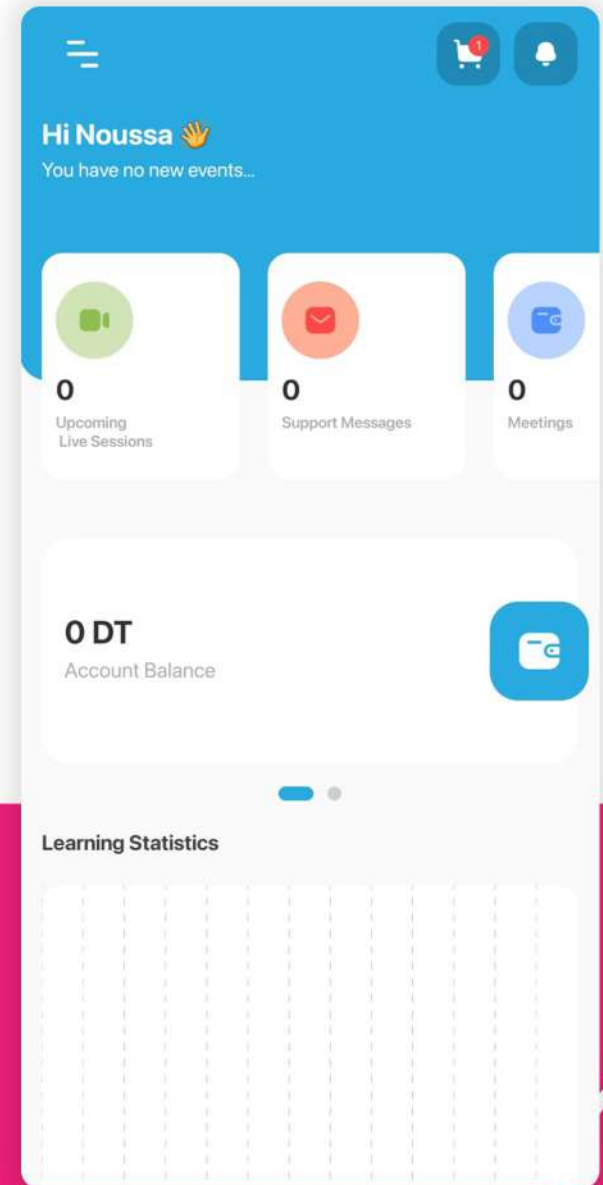 1
Hi Noussa 👋
You have no new events...
0
Upcoming
Live Sessions
0
Support Messages
0
Meetings
0 DT
Account Balance
Learning Statistics